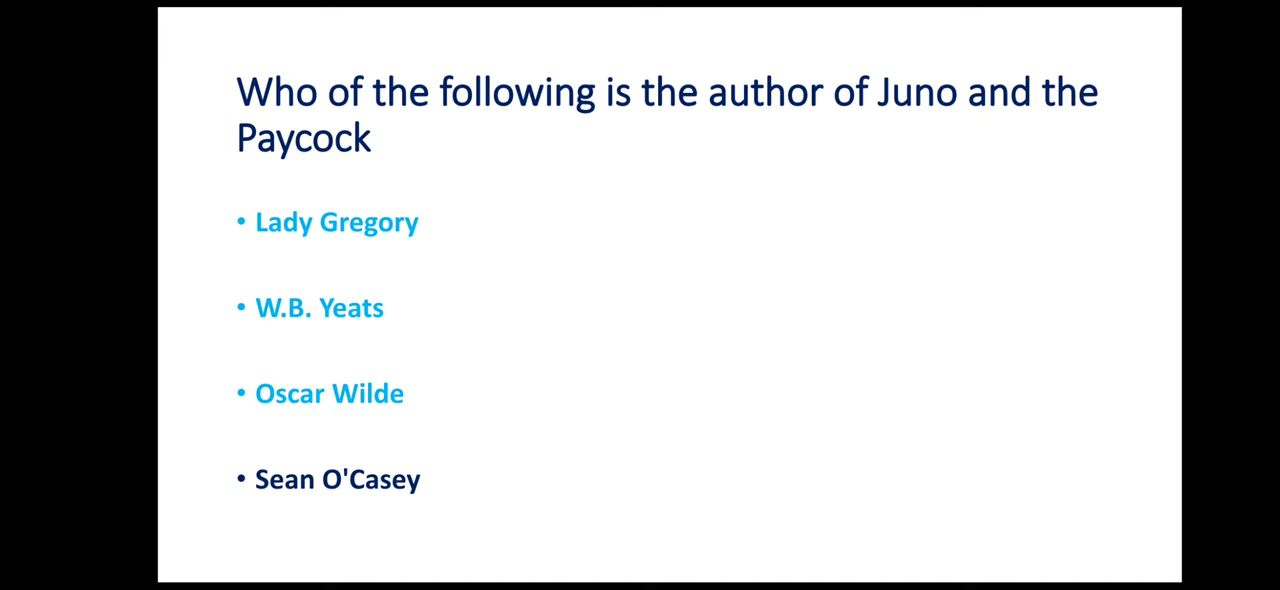 Who of the following is the author of Juno and the
Paycock
• Lady Gregory
• W.B. Yeats
• Oscar Wilde
• Sean O'Casey